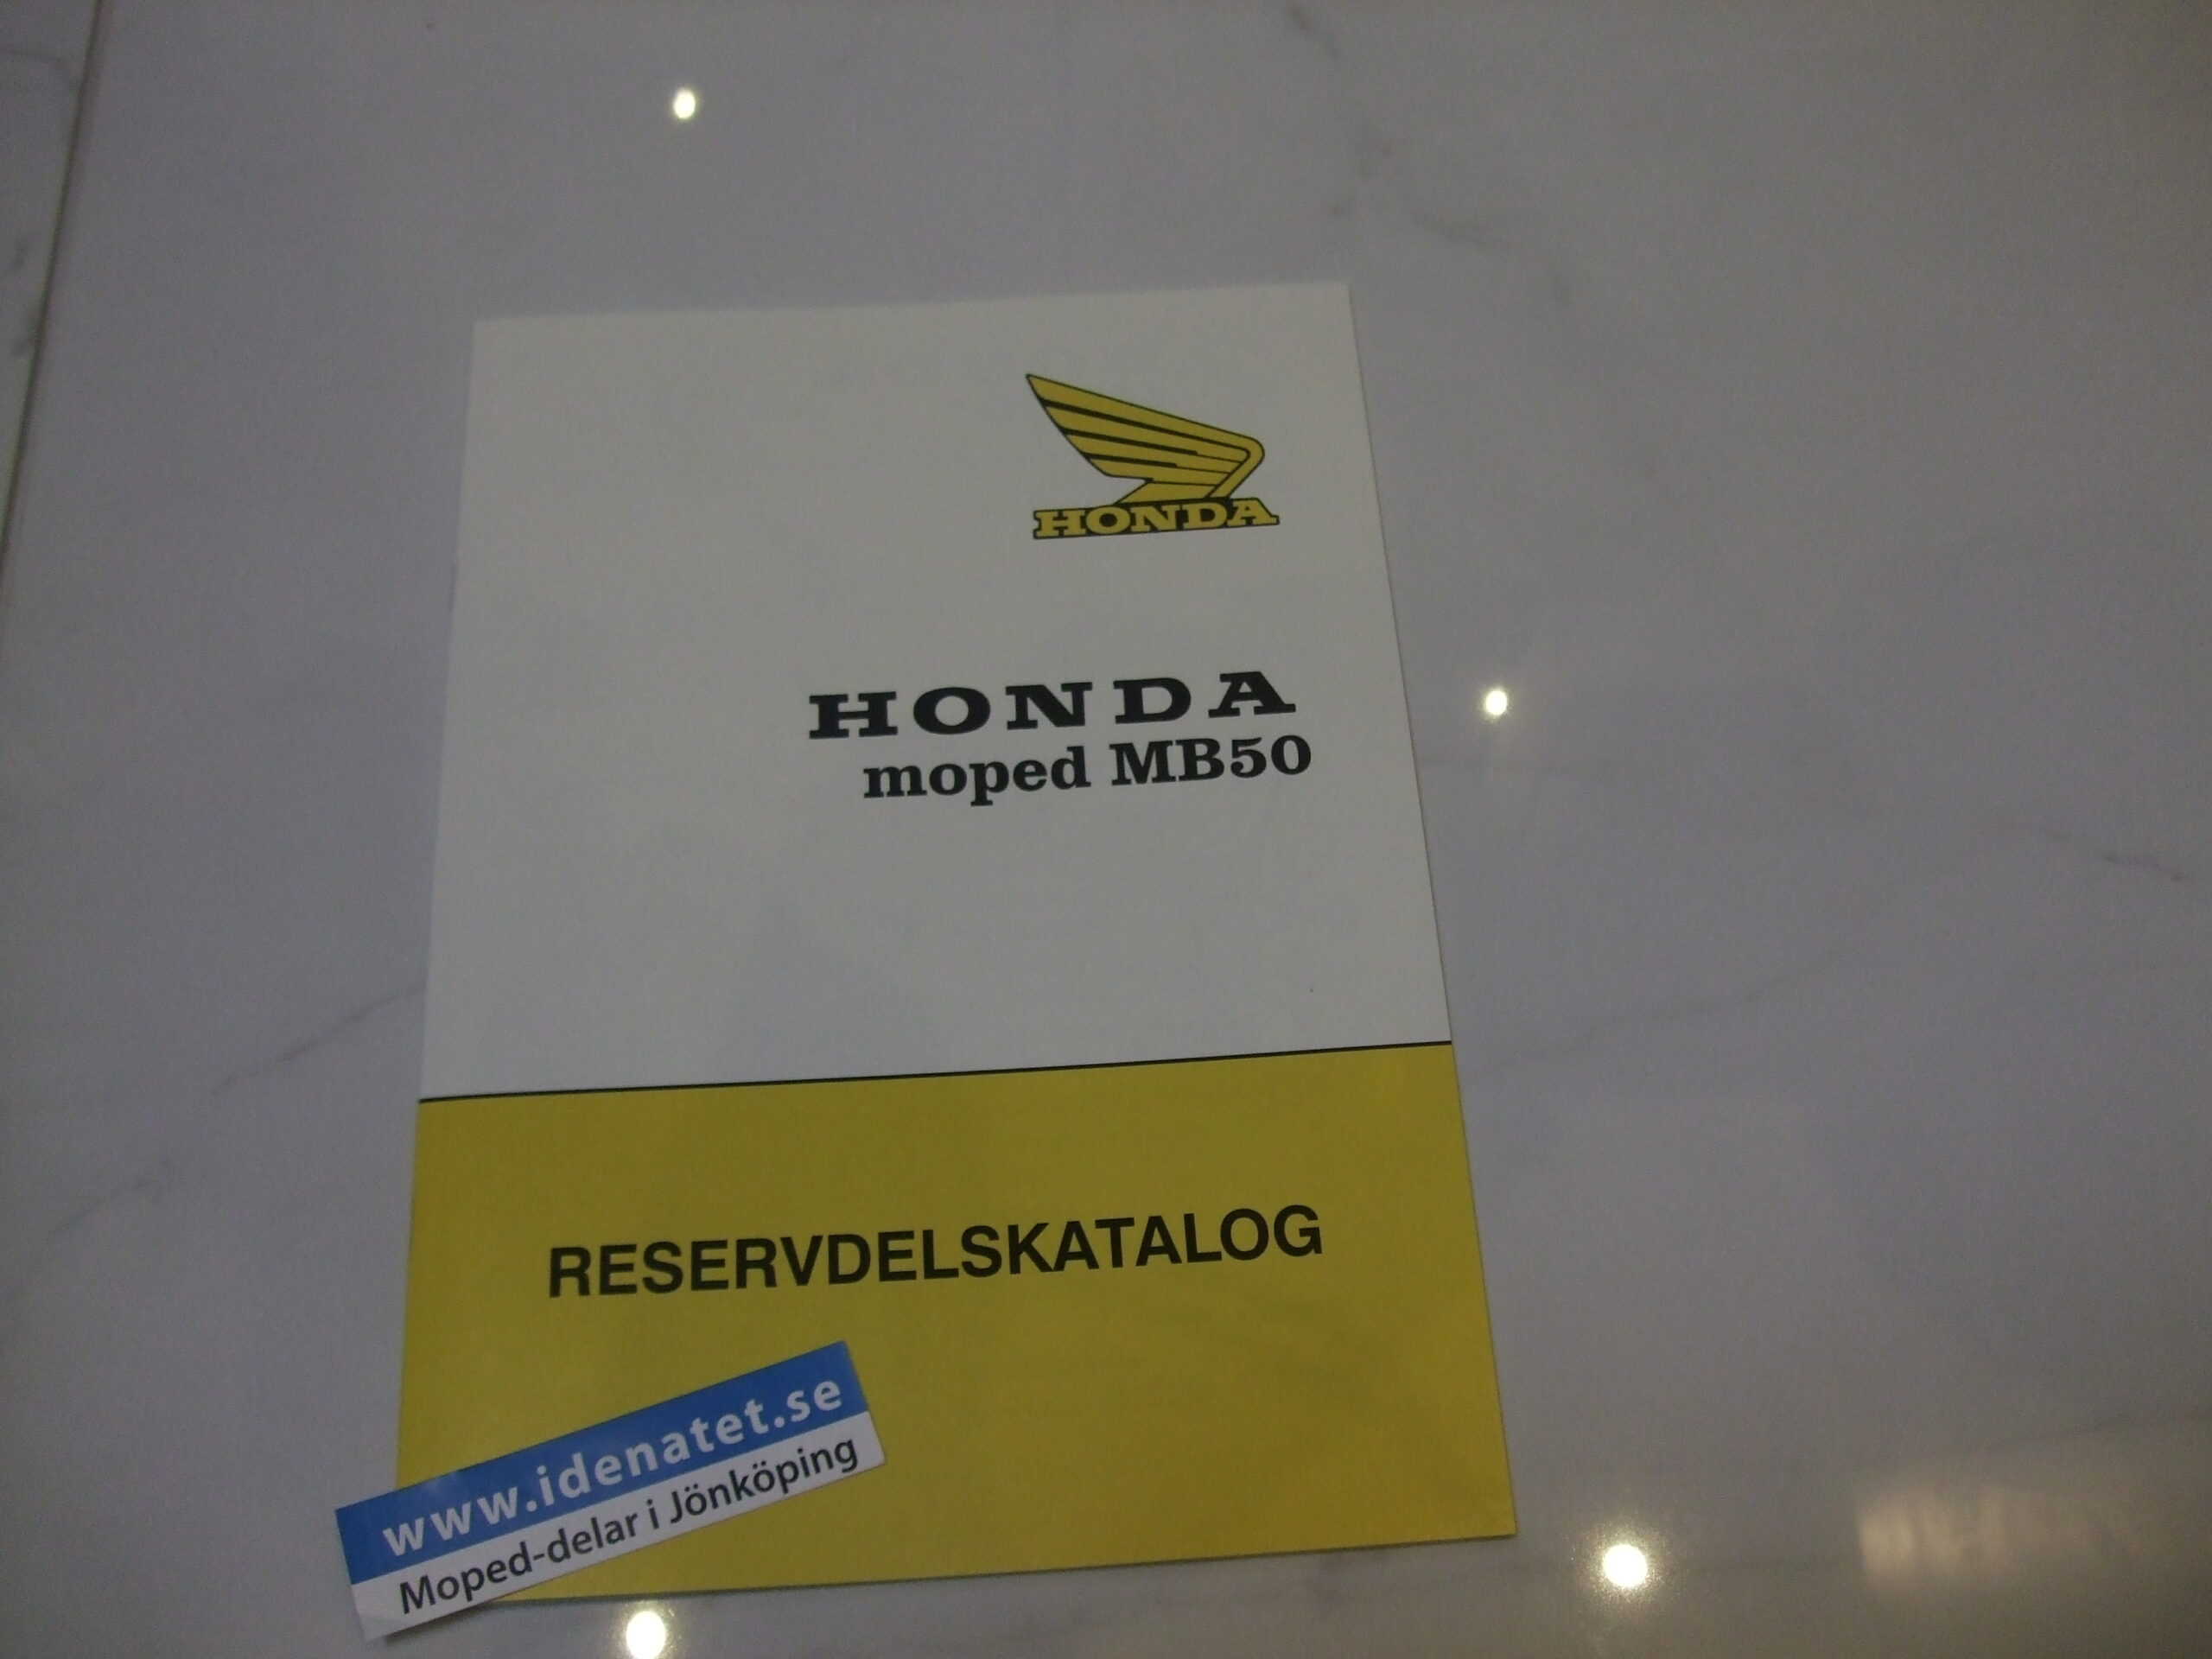 HONDA
HONDA
moped MB50
RESERVDELSKATALOG
www.idenatet.se
Moped-delar i Jönköping